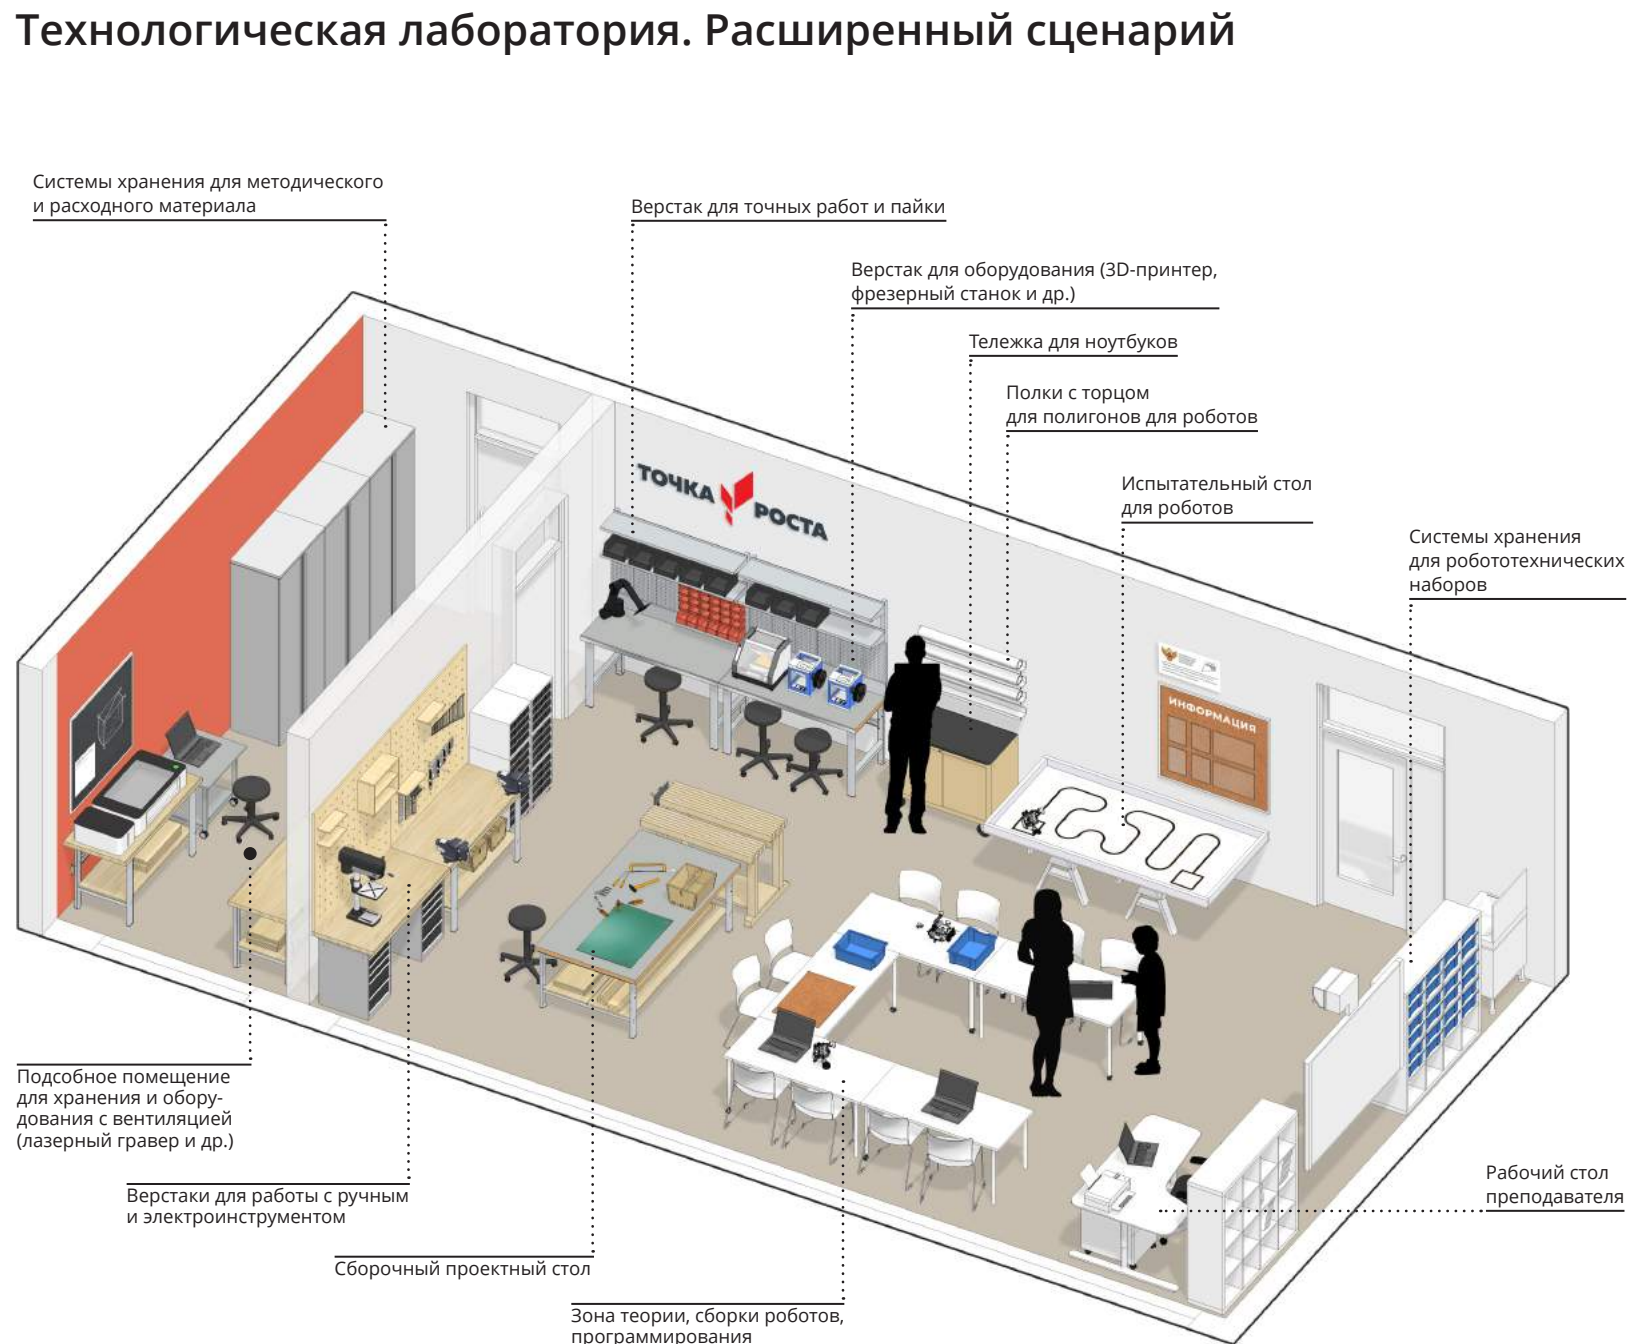 Технологическая лаборатория. Расширенный сценарий
Системы хранения для методического
и расходного материала
Верстак для точных работ и пайки
Верстак для оборудования (3D-принтер,
фрезерный станок и др.)
Тележка для ноутбуков
Полки с торцом
для полигонов для роботов
Испытательный стол
для роботов
Системы хранения
для робототехнических
наборов
ТОЧКА
РОСТА
ИНФОРМАЦИЯ
Подсобное помещение
для хранения и обору-
дования с вентиляцией
(лазерный гравер и др.)
Верстаки для работы с ручным
и электроинструментом
Сборочный проектный стол
Зона теории, сборки роботов,
программирования
Рабочий стол
преподавателя